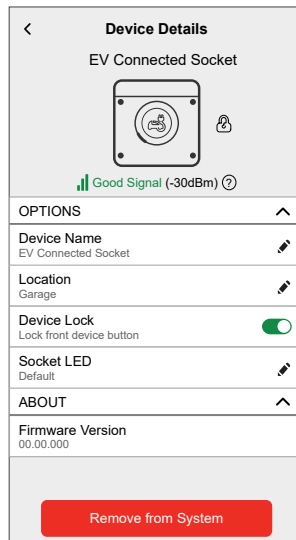 Device Details
EV Connected Socket
Good Signal (-30dBm) ?
OPTIONS
Device Name
EV Connected Socket
Location
Garage
Device Lock
Lock front device button
Socket LED
Default
ABOUT
Firmware Version
00.00.000
Remove from System